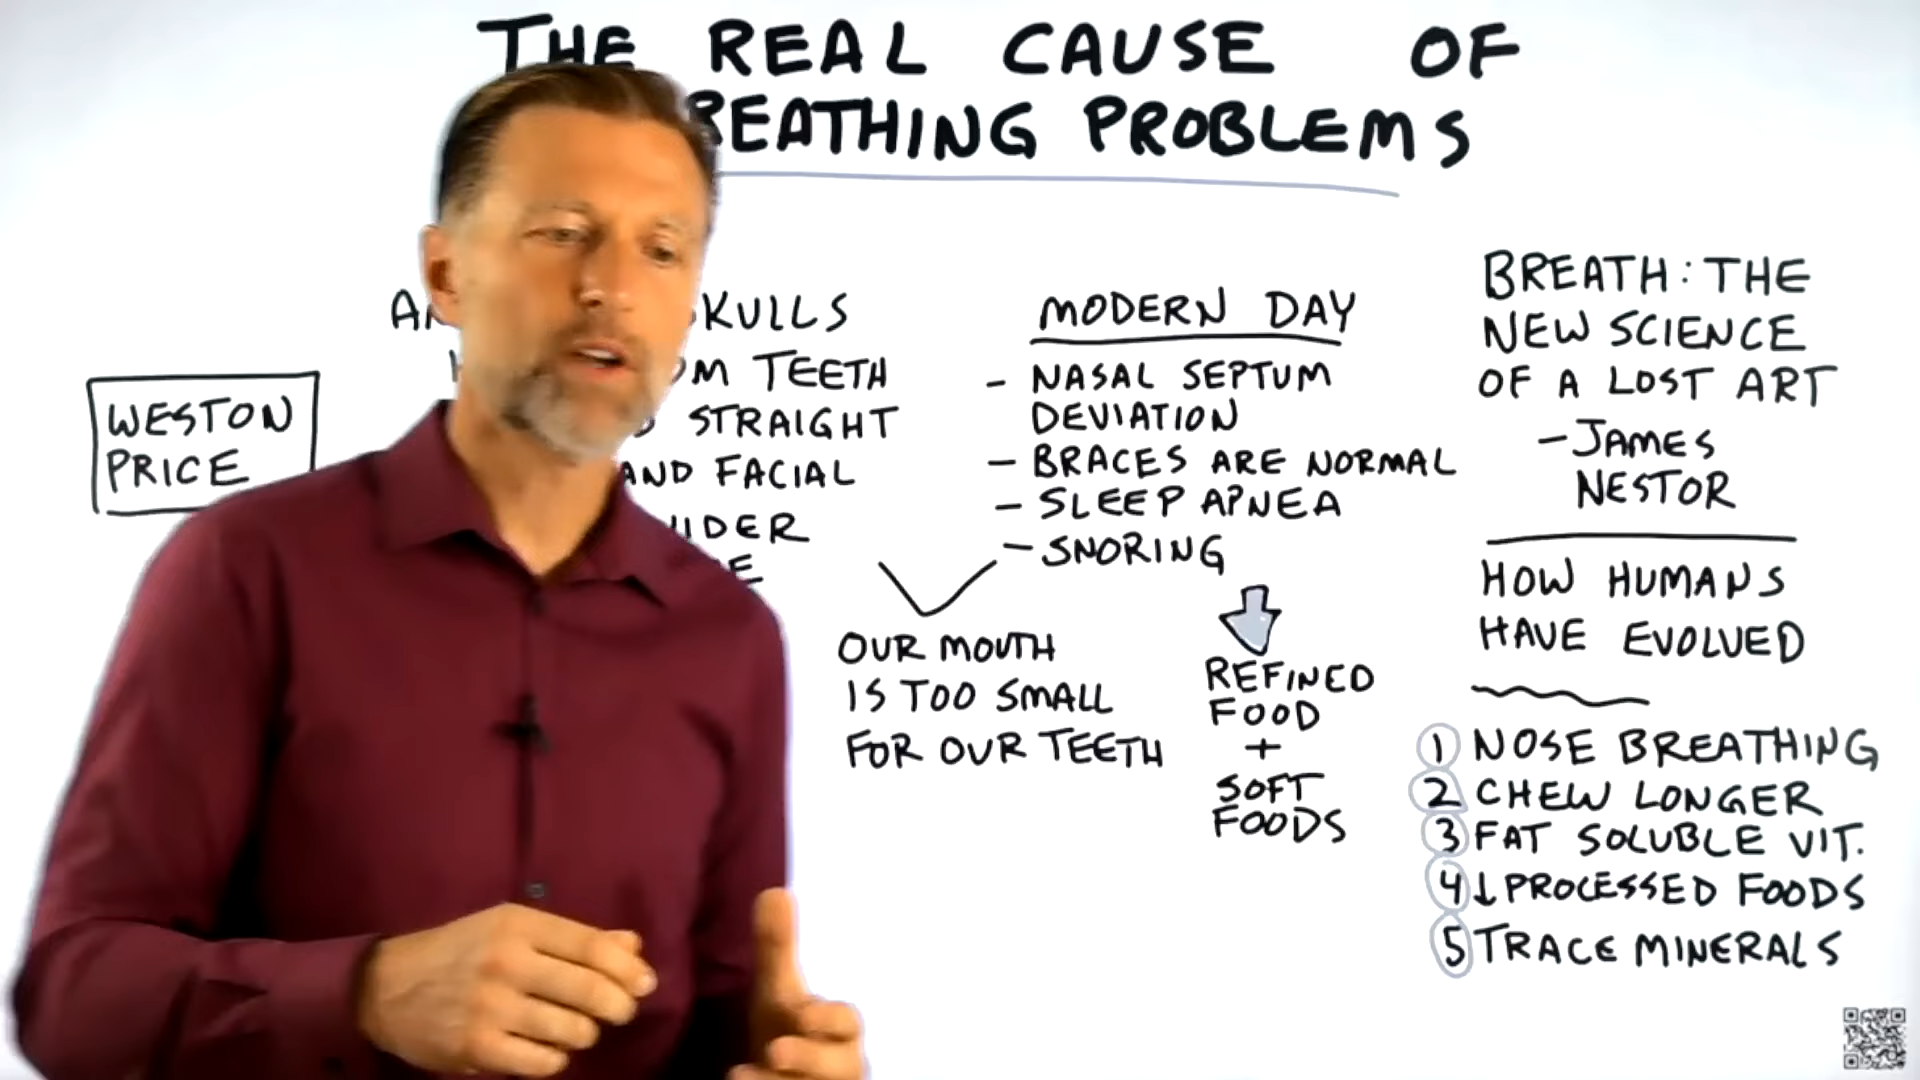 THE REAL CAUSE OF
BREATHING PROBLEMS
WESTON
PRICE
SKULLS
TEETH
STRAIGHT
AND FACIAL
WIDER
MODERN DAY
- NASAL SEPTUM
DEVIATION
- BRACES ARE NORMAL
- SLEEP APNEA
- SNORING
OUR MOUTH
IS TOO SMALL
FOR OUR TEETH
REFINED
FOOD
+
SOFT
FOODS
BREATH: THE
NEW SCIENCE
OF A LOST ART
- JAMES
NESTOR
HOW HUMANS
HAVE EVOLVED
1 NOSE BREATHING
2 CHEW LONGER
3 FAT SOLUBLE VIT.
4 ↓ PROCESSED FOODS
5 TRACE MINERALS